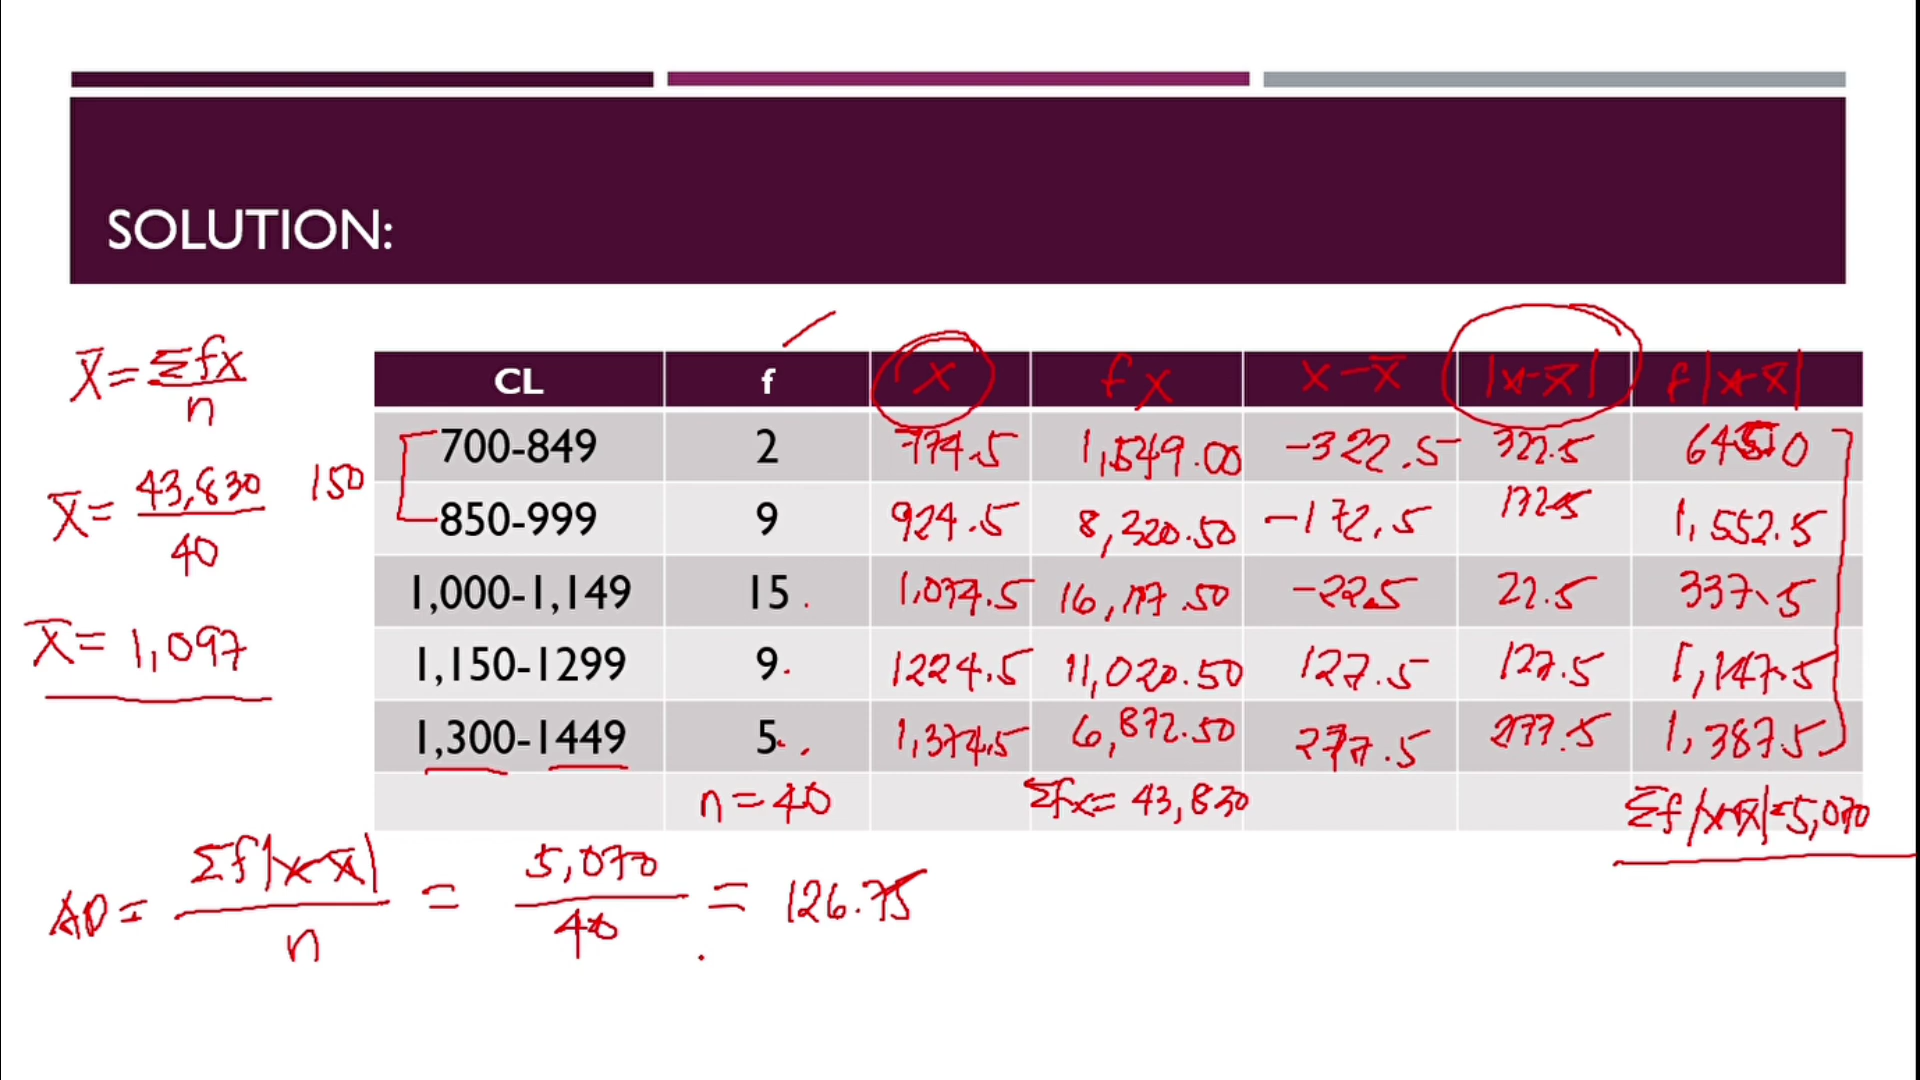 SOLUTION:
X̄ = Σfx / n
X̄ = 43,830 / 40
150
X̄ = 1,097
CL f x fx x-x̄ |x-x̄| f|x-x̄|
700-849 2 774.5 1,549.00 -322.5 322.5 645.0
850-999 9 924.5 8,320.50 -172.5 172.5 1,552.5
1,000-1,149 15 1,074.5 16,117.50 -22.5 22.5 337.5
1,150-1299 9 1224.5 11,020.50 127.5 127.5 1,147.5
1,300-1449 5 1,374.5 6,872.50 277.5 277.5 1,387.5
n=40 Σfx= 43,830 Σf|x-x̄|=5,070
AD = Σf|x-x̄| / n = 5,070 / 40 = 126.75